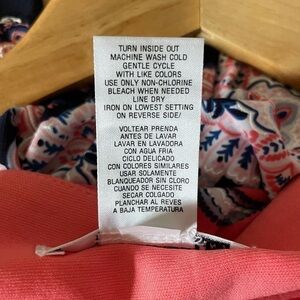 TURN INSIDE OUT
MACHINE WASH COLD
GENTLE CYCLE
WITH LIKE COLORS
USE ONLY NON-CHLORINE
BLEACH WHEN NEEDED
LINE DRY
IRON ON LOWEST SETTING
ON REVERSE SIDE/
VOLTEAR PRENDA
ANTES DE LAVAR
LAVAR EN LAVADORA
CON AGUA FRIA
CICLO DELICADO
CON COLORES SIMILARES
USAR SOLAMENTE
BLANQUEADOR SIN CLORO
CUANDO SE NECESITE
SECAR COLGADO
PLANCHAR AL REVES
A BAJA TEMPERATURA